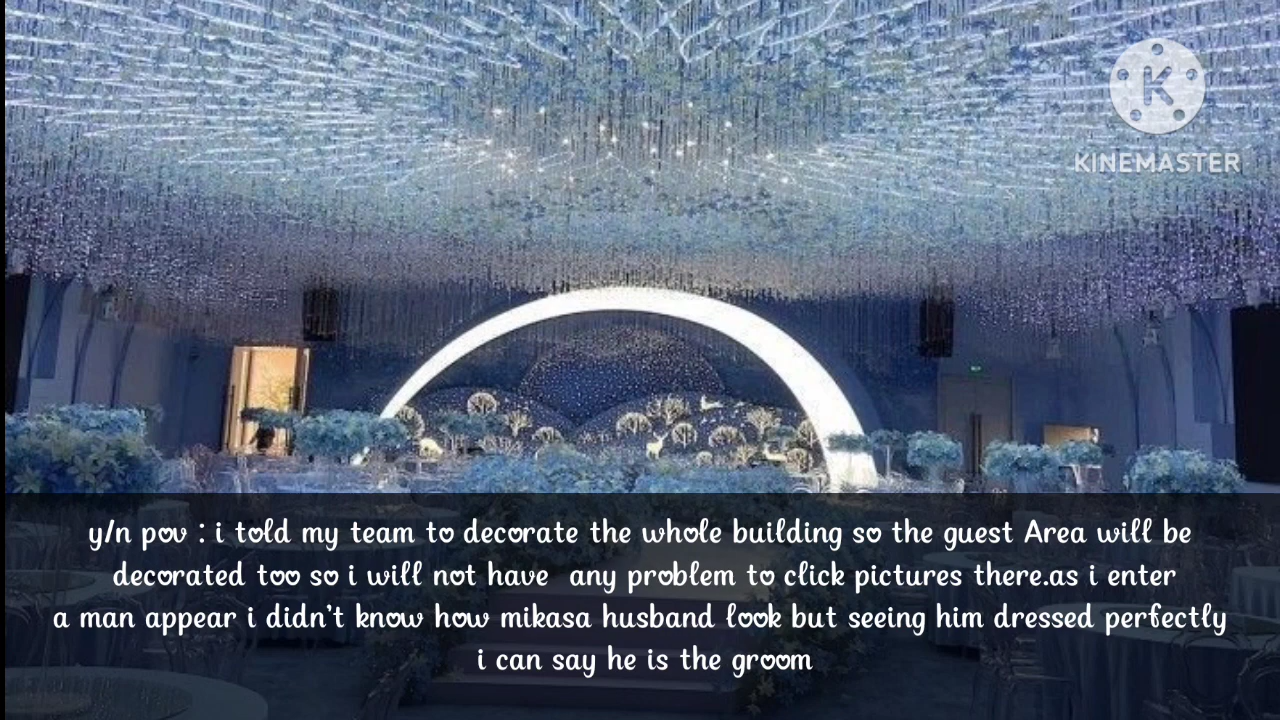 K
KINEMASTER
y/n pov : i told my team to decorate the whole building so the guest Area will be
decorated too so i will not have any problem to click pictures there.as i enter
a man appear i didn't know how mikasa husband look but seeing him dressed perfectly
i can say he is the groom